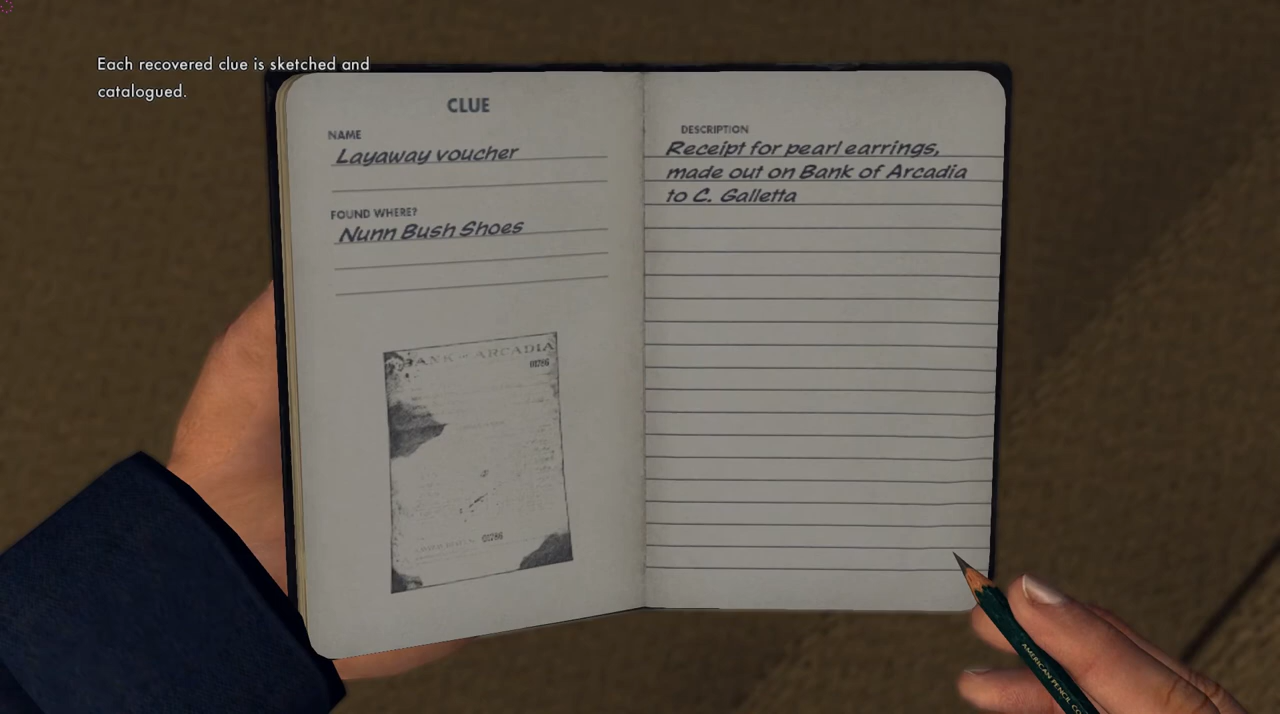 Each recovered clue is sketched and
catalogued.
CLUE
NAME
Layaway voucher
FOUND WHERE?
Nunn Bush Shoes
BANK OF ARCADIA
01786
01786
DESCRIPTION
Receipt for pearl earrings,
made out on Bank of Arcadia
to C. Galletta
AMERICAN PENCIL CO